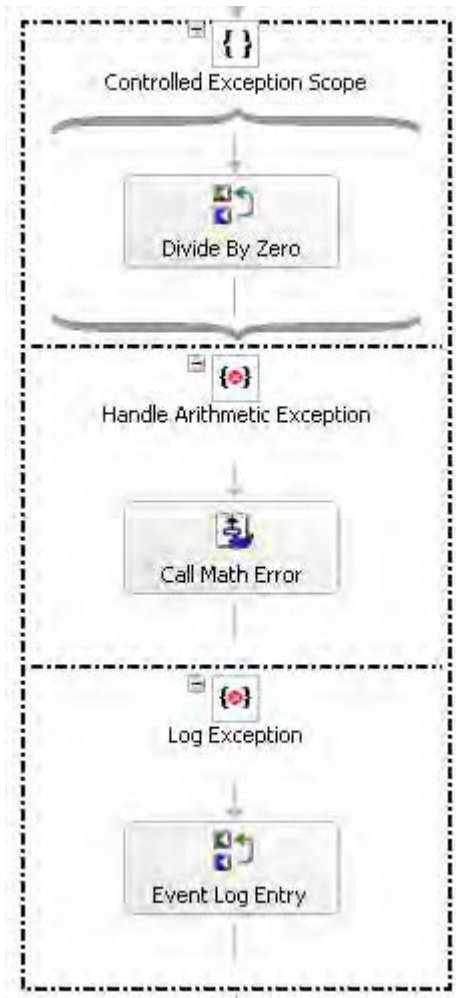 Controlled Exception Scope
Divide By Zero
Handle Arithmetic Exception
Call Math Error
Log Exception
Event Log Entry